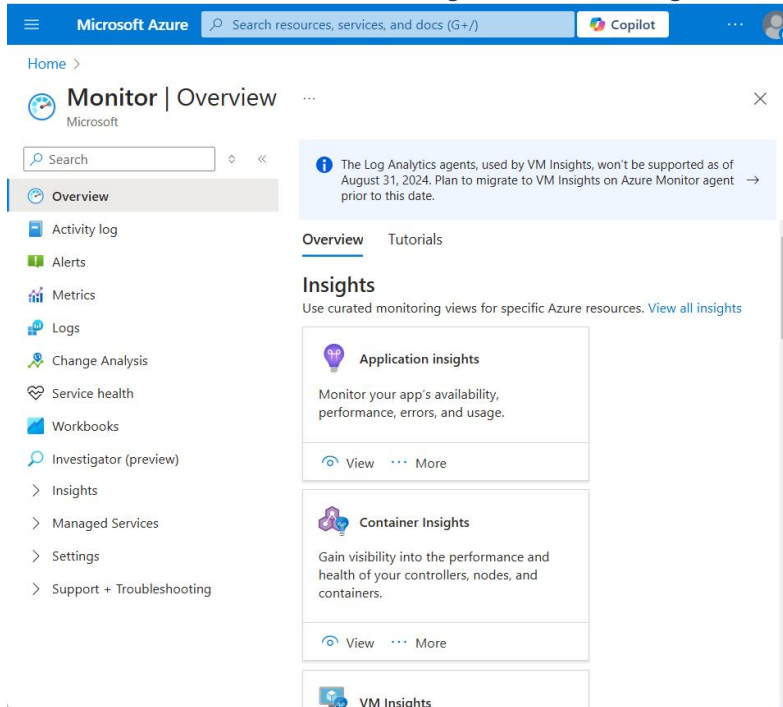 Microsoft Azure
Search resources, services, and docs (G+/)
Copilot
...
Home >
Monitor | Overview
...
Microsoft
Search
Overview
Activity log
Alerts
Metrics
Logs
Change Analysis
Service health
Workbooks
Investigator (preview)
Insights
Managed Services
Settings
Support + Troubleshooting
The Log Analytics agents, used by VM Insights, won't be supported as of
August 31, 2024. Plan to migrate to VM Insights on Azure Monitor agent
prior to this date.
Overview Tutorials
Insights
Use curated monitoring views for specific Azure resources. View all insights
Application insights
Monitor your app's availability,
performance, errors, and usage.
View ... More
Container Insights
Gain visibility into the performance and
health of your controllers, nodes, and
containers.
View ... More
VM Insights